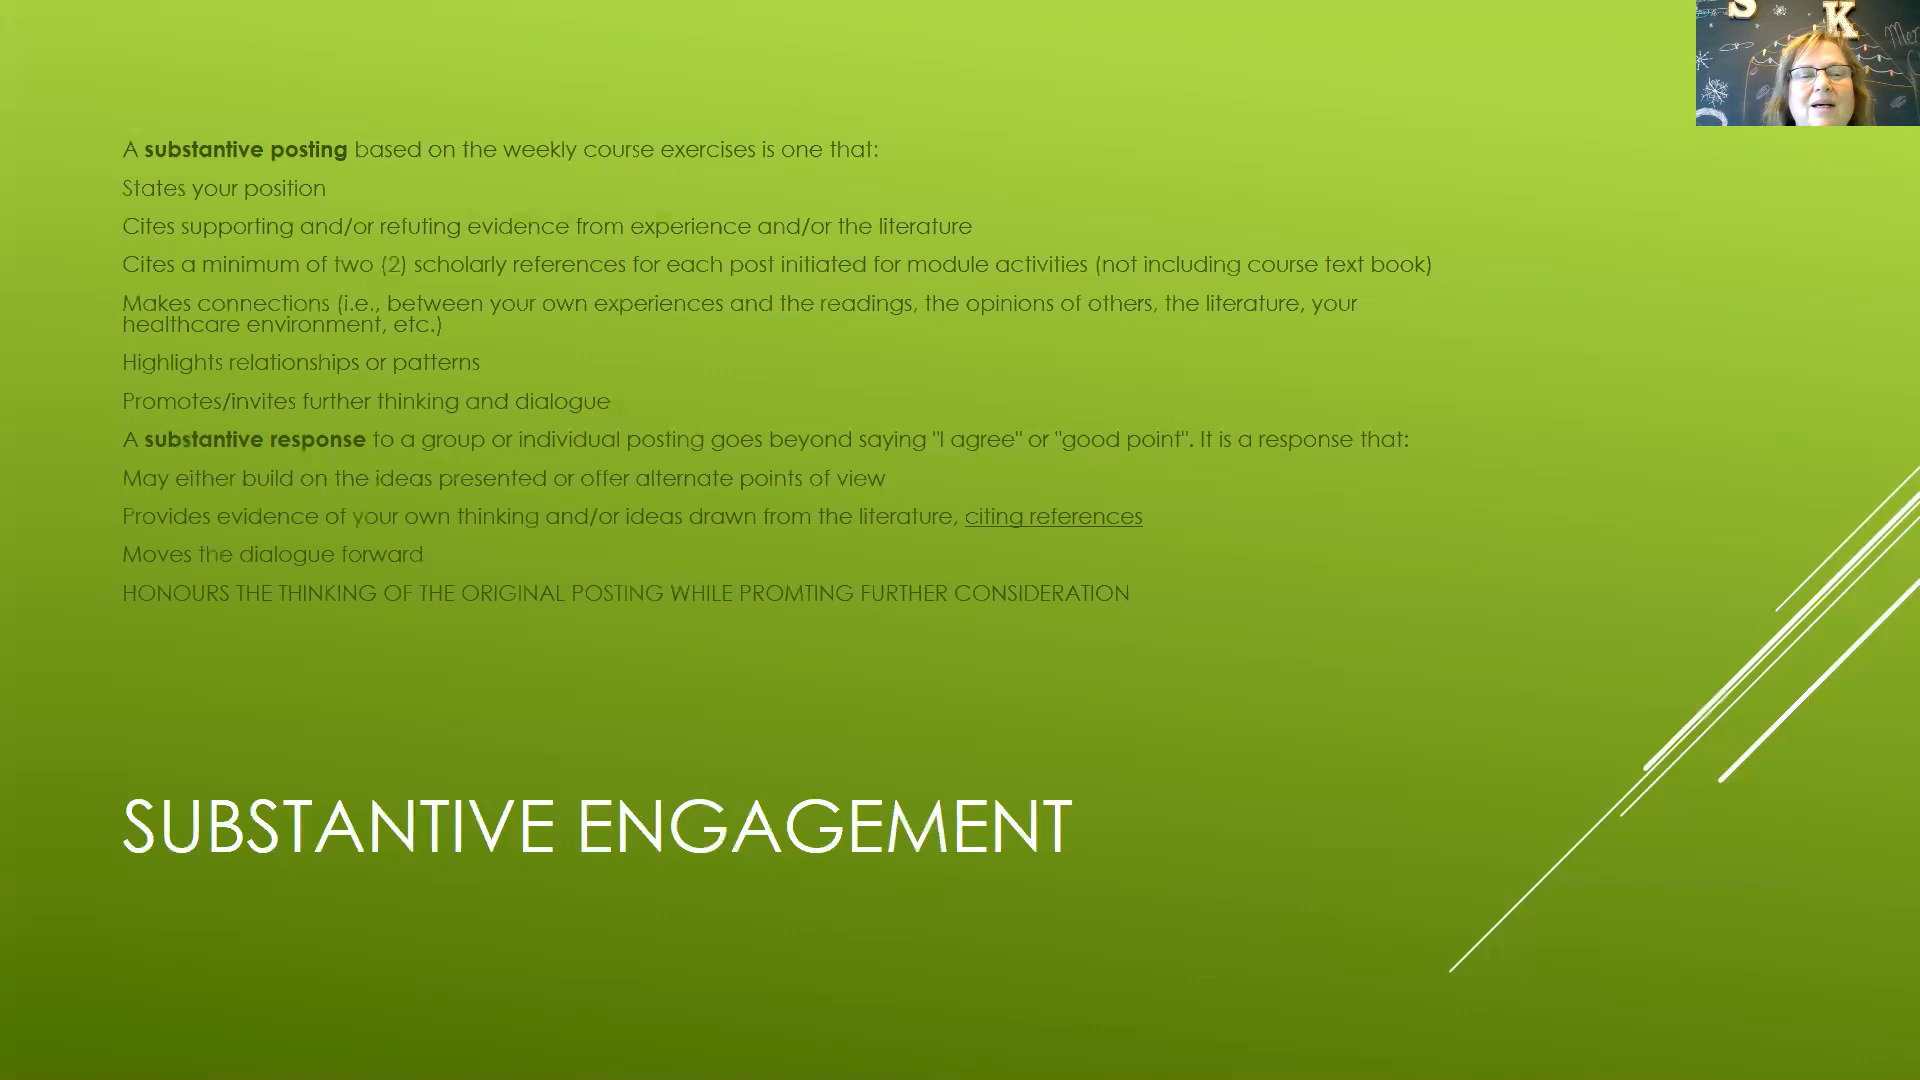 S K
Mer
A substantive posting based on the weekly course exercises is one that:
States your position
Cites supporting and/or refuting evidence from experience and/or the literature
Cites a minimum of two (2) scholarly references for each post initiated for module activities (not including course text book)
Makes connections (i.e., between your own experiences and the readings, the opinions of others, the literature, your
healthcare environment, etc.)
Highlights relationships or patterns
Promotes/invites further thinking and dialogue
A substantive response to a group or individual posting goes beyond saying "I agree" or "good point". It is a response that:
May either build on the ideas presented or offer alternate points of view
Provides evidence of your own thinking and/or ideas drawn from the literature, citing references
Moves the dialogue forward
HONOURS THE THINKING OF THE ORIGINAL POSTING WHILE PROMTING FURTHER CONSIDERATION
SUBSTANTIVE ENGAGEMENT